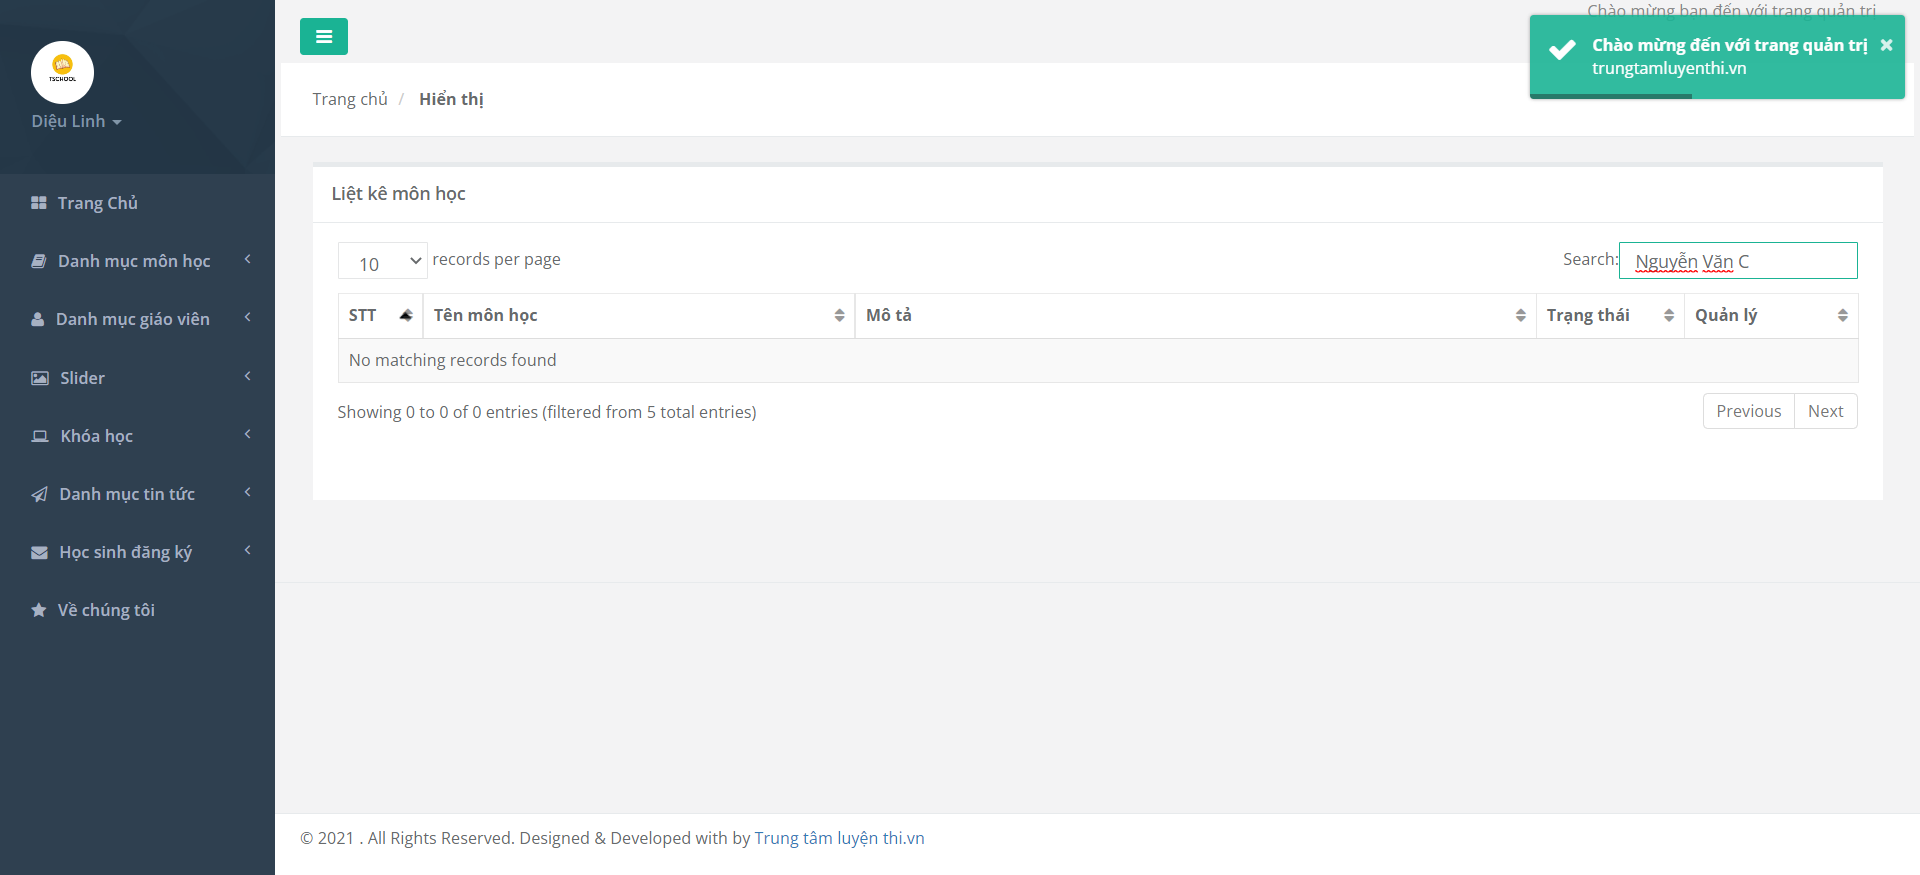 TSCHOOL
Diệu Linh
Trang Chủ
Danh mục môn học
Danh mục giáo viên
Slider
Khóa học
Danh mục tin tức
Học sinh đăng ký
Về chúng tôi
Chào mừng bạn đến với trang quản trị
Chào mừng đến với trang quản trị
trungtamluyenthi.vn
Trang chủ / Hiển thị
Liệt kê môn học
10 records per page
Search: Nguyễn Văn C
STT Tên môn học Mô tả Trạng thái Quản lý
No matching records found
Showing 0 to 0 of 0 entries (filtered from 5 total entries)
Previous Next
© 2021 . All Rights Reserved. Designed & Developed with by Trung tâm luyện thi.vn